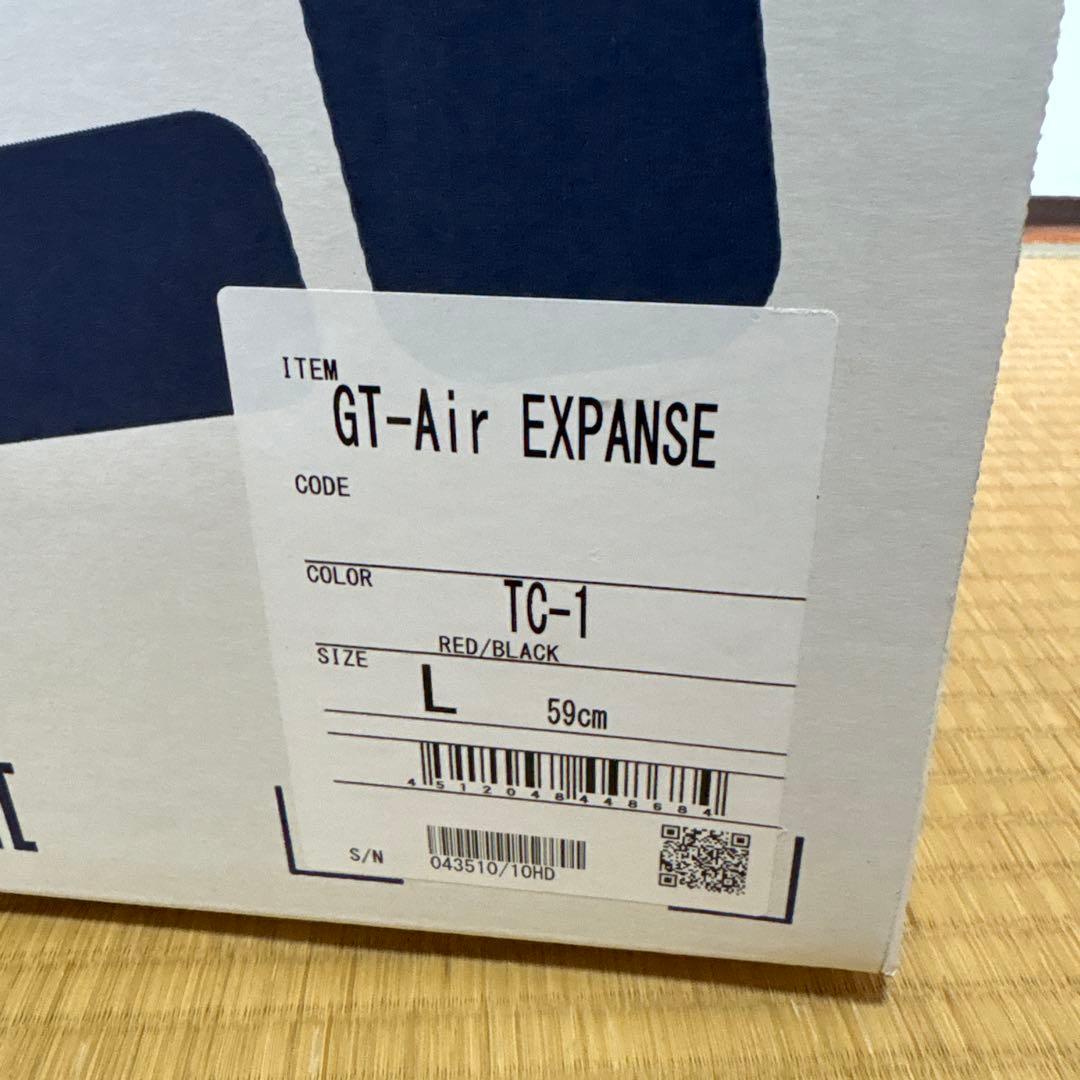 ITEM
GT-Air EXPANSE
CODE
COLOR
TC-1
RED/BLACK
SIZE
L 59cm
4512048448684
S/N
043510/10HD